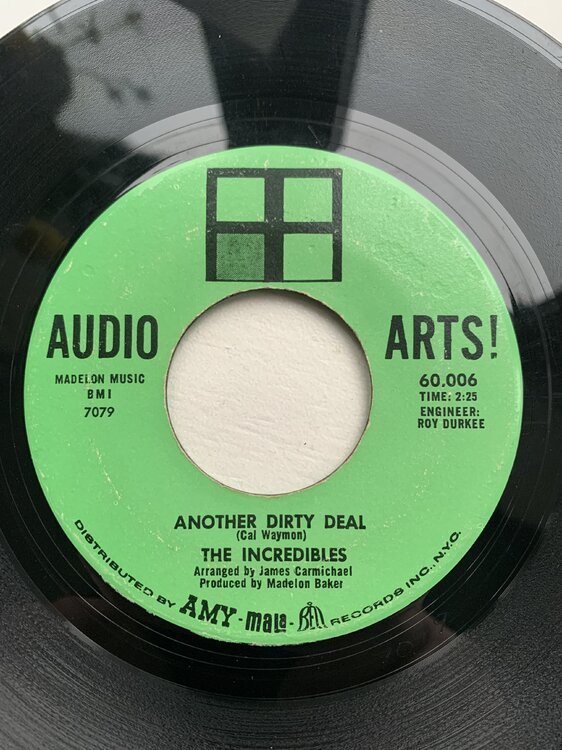 AUDIO
ARTS!
MADELON MUSIC
BMI
7079
60.006
TIME: 2:25
ENGINEER:
ROY DURKEE
ANOTHER DIRTY DEAL
(Cal Waymon)
THE INCREDIBLES
Arranged by James Carmichael
Produced by Madelon Baker
DISTRIBUTED BY AMY-mala-BELL RECORDS INC., N.Y.C.